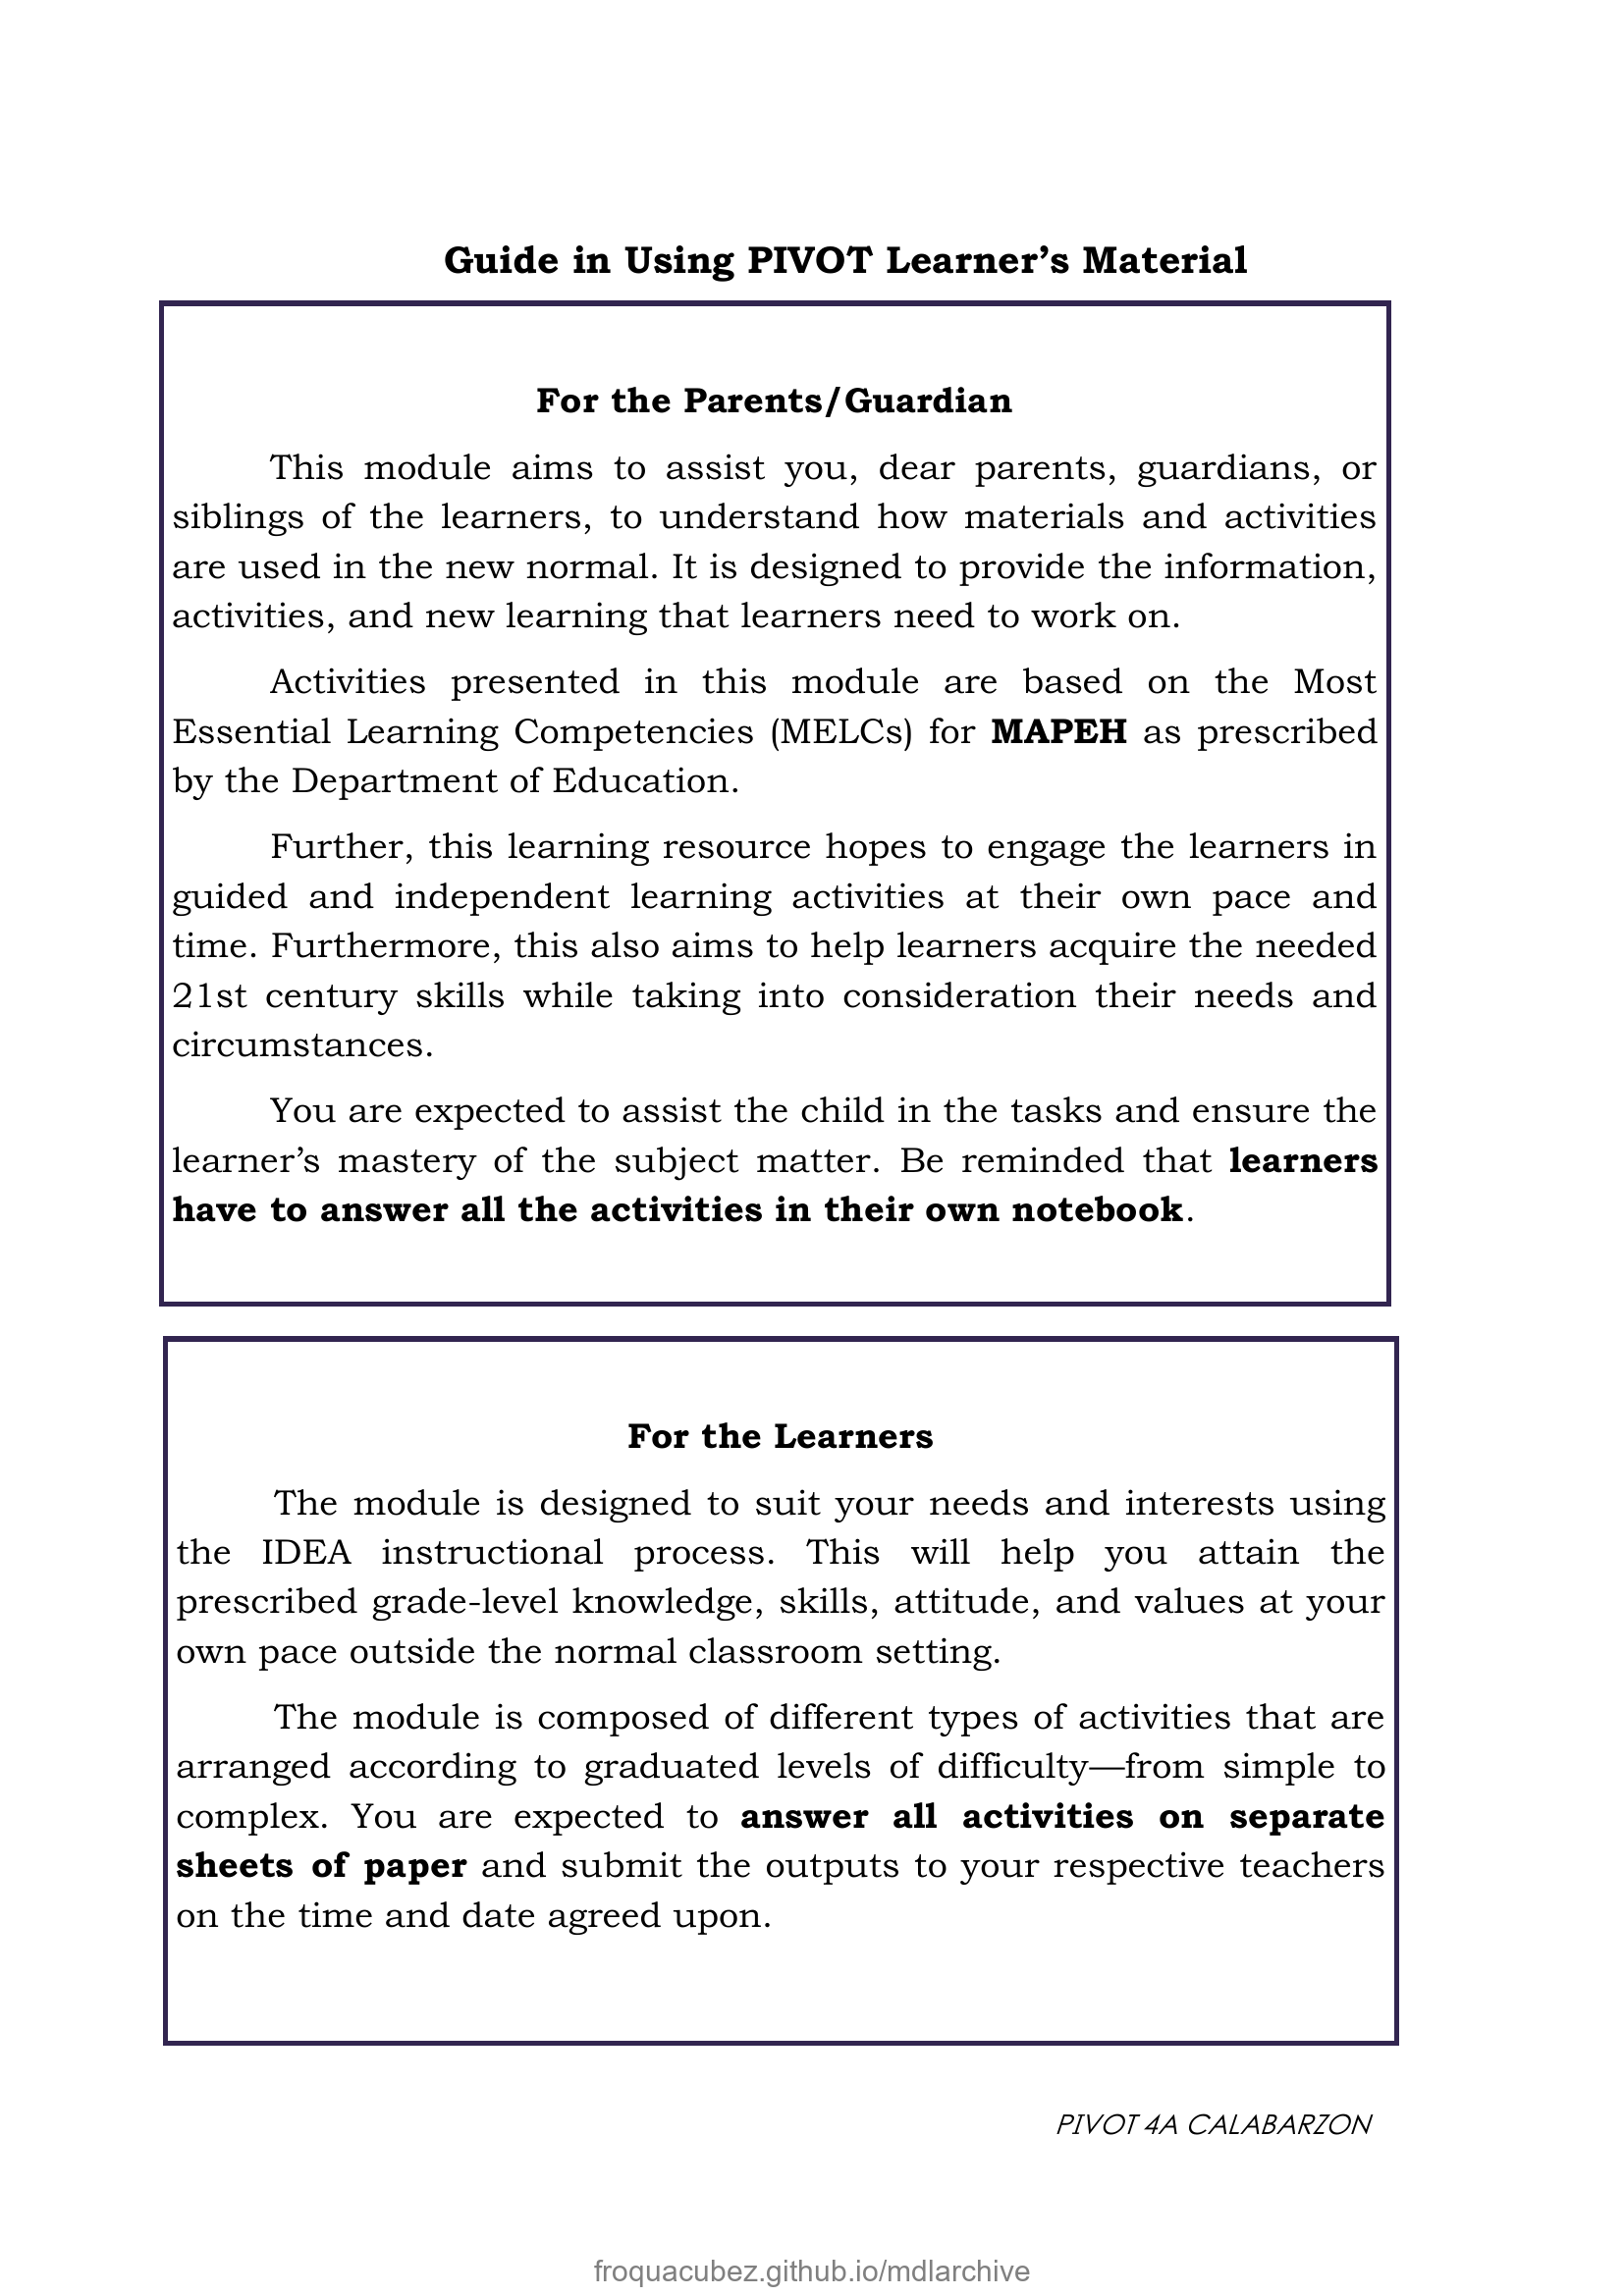 Guide in Using PIVOT Learner’s Material
For the Parents/Guardian
This module aims to assist you, dear parents, guardians, or
siblings of the learners, to understand how materials and activities
are used in the new normal. It is designed to provide the information,
activities, and new learning that learners need to work on.
Activities presented in this module are based on the Most
Essential Learning Competencies (MELCs) for MAPEH as prescribed
by the Department of Education.
Further, this learning resource hopes to engage the learners in
guided and independent learning activities at their own pace and
time. Furthermore, this also aims to help learners acquire the needed
21st century skills while taking into consideration their needs and
circumstances.
You are expected to assist the child in the tasks and ensure the
learner’s mastery of the subject matter. Be reminded that learners
have to answer all the activities in their own notebook.
For the Learners
The module is designed to suit your needs and interests using
the IDEA instructional process. This will help you attain the
prescribed grade-level knowledge, skills, attitude, and values at your
own pace outside the normal classroom setting.
The module is composed of different types of activities that are
arranged according to graduated levels of difficulty—from simple to
complex. You are expected to answer all activities on separate
sheets of paper and submit the outputs to your respective teachers
on the time and date agreed upon.
PIVOT 4A CALABARZON
froquacubez.github.io/mdlarchive